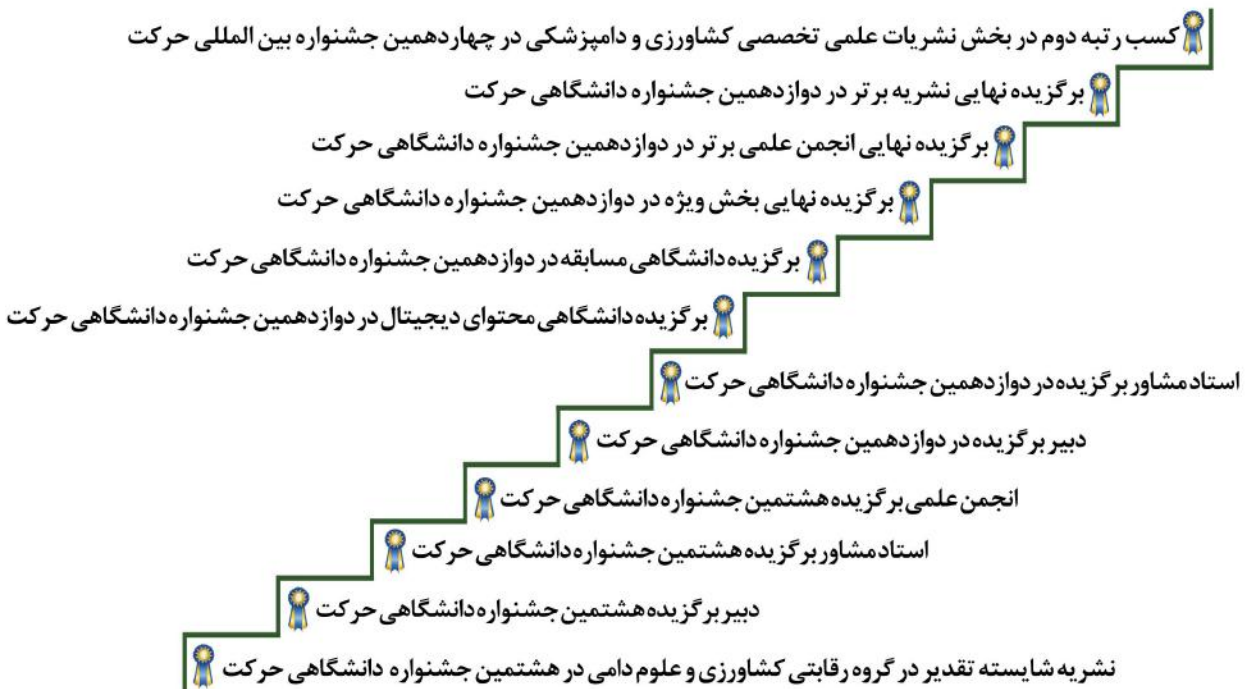 کسب رتبه دوم در بخش نشریات علمی تخصصی کشاورزی و دامپزشکی در چهاردهمین جشنواره بین المللی حرکت
برگزیده نهایی نشریه برتر در دوازدهمین جشنواره دانشگاهی حرکت
برگزیده نهایی انجمن علمی برتر در دوازدهمین جشنواره دانشگاهی حرکت
برگزیده نهایی بخش ویژه در دوازدهمین جشنواره دانشگاهی حرکت
برگزیده دانشگاهی مسابقه در دوازدهمین جشنواره دانشگاهی حرکت
برگزیده دانشگاهی محتوای دیجیتال در دوازدهمین جشنواره دانشگاهی حرکت
استاد مشاور برگزیده در دوازدهمین جشنواره دانشگاهی حرکت
دبیر برگزیده در دوازدهمین جشنواره دانشگاهی حرکت
انجمن علمی برگزیده هشتمین جشنواره دانشگاهی حرکت
استاد مشاور برگزیده هشتمین جشنواره دانشگاهی حرکت
دبیر برگزیده هشتمین جشنواره دانشگاهی حرکت
نشریه شایسته تقدیر در گروه رقابتی کشاورزی و علوم دامی در هشتمین جشنواره دانشگاهی حرکت